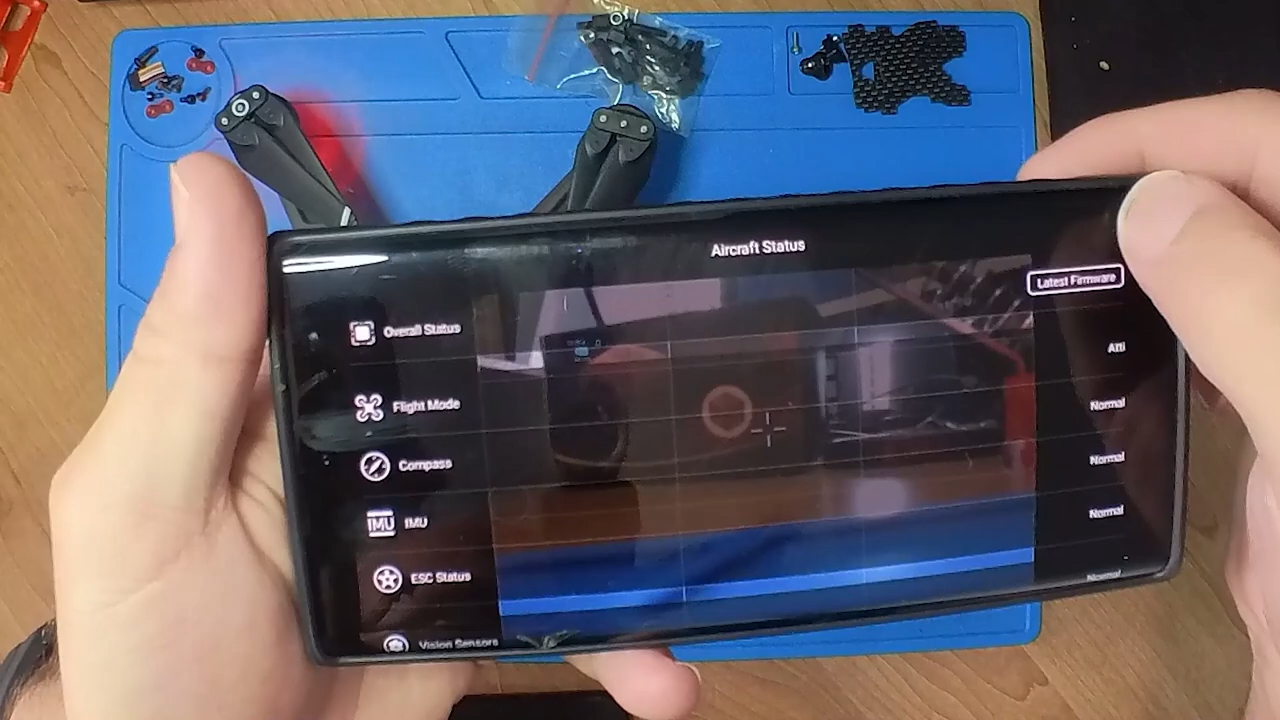 Aircraft Status
Overall Status Latest Firmware
Flight Mode Atti
Compass Normal
IMU IMU Normal
ESC Status Normal
Vision Sensors Normal